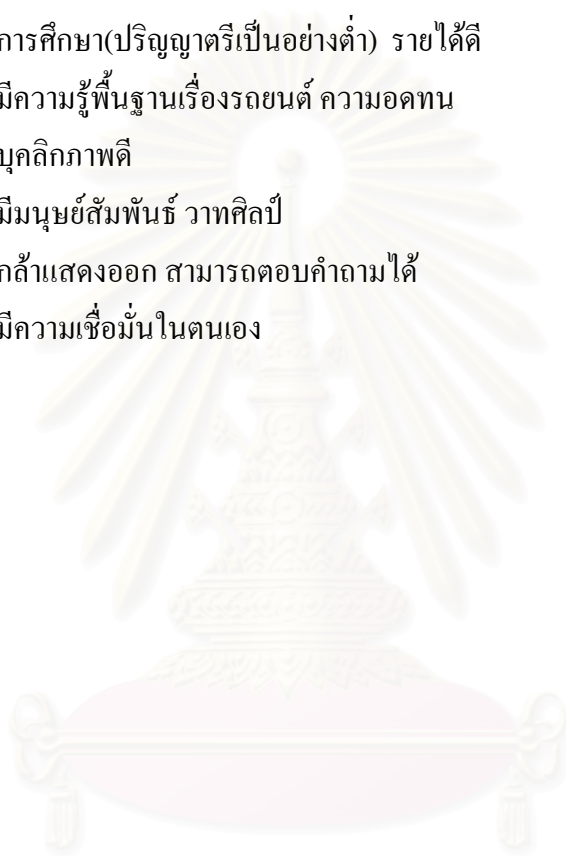 การศึกษา(ปริญญาตรีเป็นอย่างต่ำ) รายได้ดี
มีความรู้พื้นฐานเรื่องรถยนต์ ความอดทน
บุคลิกภาพดี
มีมนุษย์สัมพันธ์ วาทศิลป์
กล้าแสดงออก สามารถตอบคำถามได้
มีความเชื่อมั่นในตนเอง